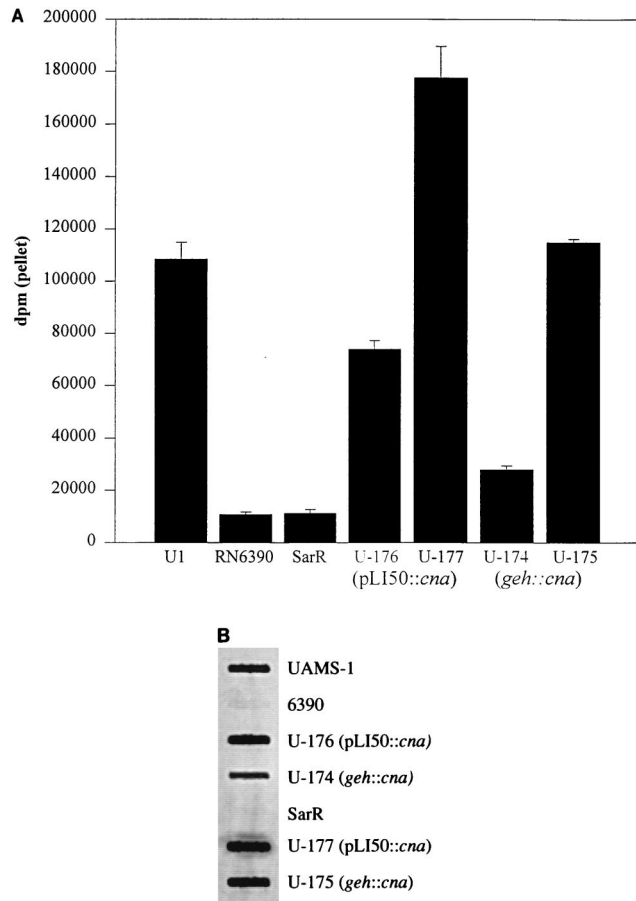 A
200000
180000
160000
140000
120000
100000
80000
60000
40000
20000
0
dpm (pellet)
U1 RN6390 SarR U-176 U-177 U-174 U-175
(pLI50::cna) (geh::cna)
B
UAMS-1
6390
U-176 (pLI50::cna)
U-174 (geh::cna)
SarR
U-177 (pLI50::cna)
U-175 (geh::cna)